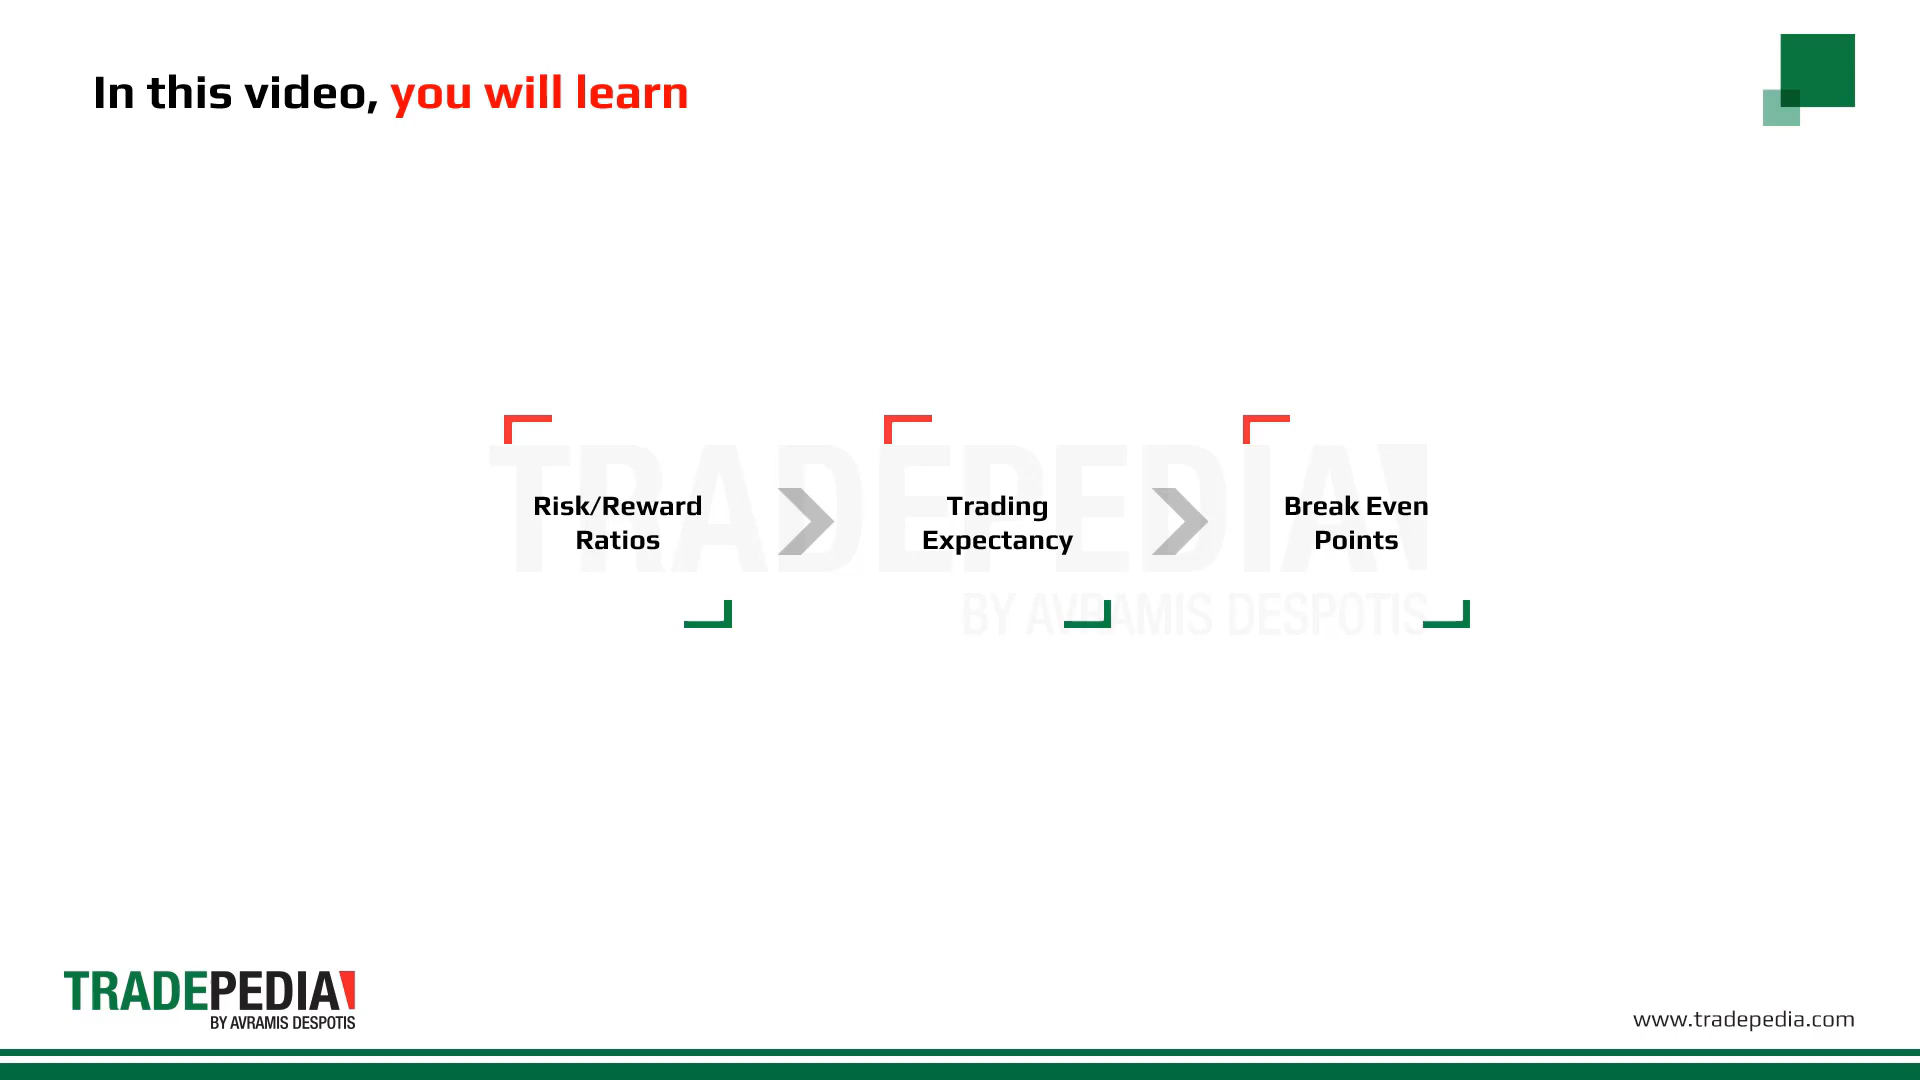 In this video, you will learn
TRADEPEDIA
BY AVRAMIS DESPOTIS
Risk/Reward
Ratios
Trading
Expectancy
Break Even
Points
TRADEPEDIA
BY AVRAMIS DESPOTIS
www.tradepedia.com